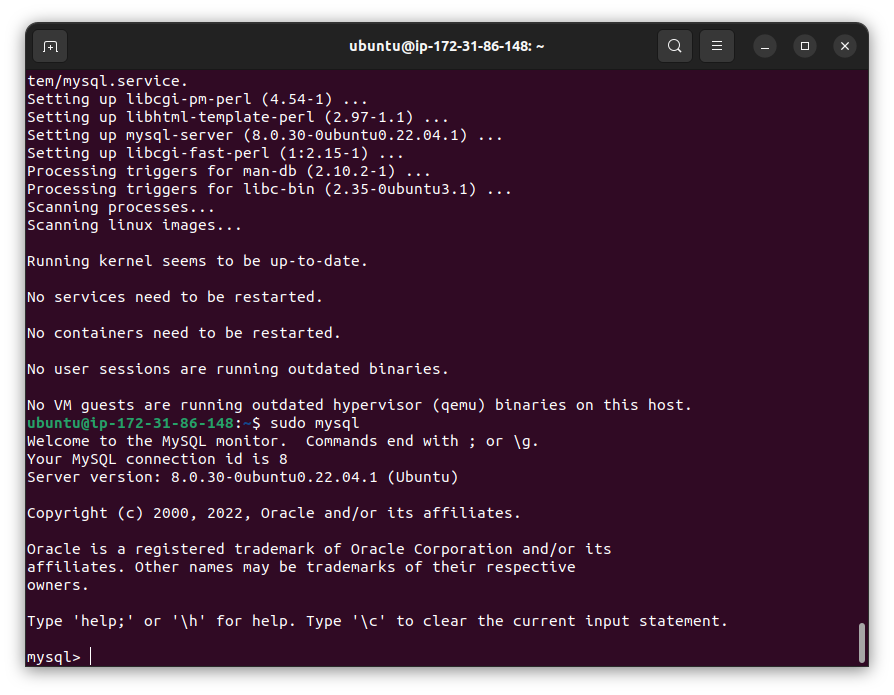 ubuntu@ip-172-31-86-148: ~
tem/mysql.service.
Setting up libcgi-pm-perl (4.54-1) ...
Setting up libhtml-template-perl (2.97-1.1) ...
Setting up mysql-server (8.0.30-0ubuntu0.22.04.1) ...
Setting up libcgi-fast-perl (1:2.15-1) ...
Processing triggers for man-db (2.10.2-1) ...
Processing triggers for libc-bin (2.35-0ubuntu3.1) ...
Scanning processes...
Scanning linux images...
Running kernel seems to be up-to-date.
No services need to be restarted.
No containers need to be restarted.
No user sessions are running outdated binaries.
No VM guests are running outdated hypervisor (qemu) binaries on this host.
ubuntu@ip-172-31-86-148:~$ sudo mysql
Welcome to the MySQL monitor.  Commands end with ; or \g.
Your MySQL connection id is 8
Server version: 8.0.30-0ubuntu0.22.04.1 (Ubuntu)
Copyright (c) 2000, 2022, Oracle and/or its affiliates.
Oracle is a registered trademark of Oracle Corporation and/or its
affiliates. Other names may be trademarks of their respective
owners.
Type 'help;' or '\h' for help. Type '\c' to clear the current input statement.
mysql>